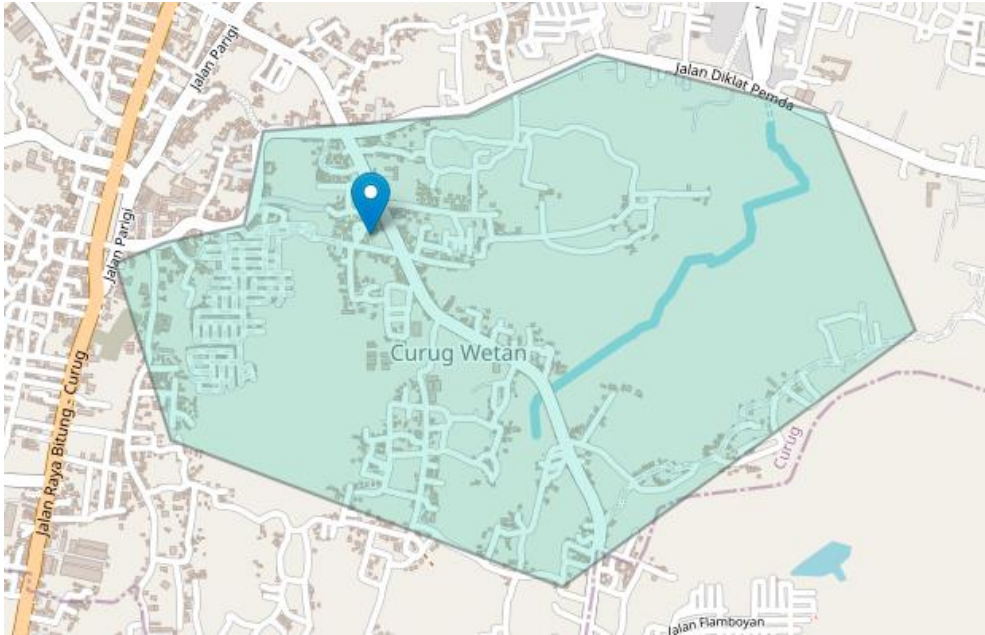 Jalan Parigi
Jalan Diklat Pemda
Jalan Parigi
Curug Wetan
Jalan Raya Bitung - Curug
Curug
Jalan Flamboyan